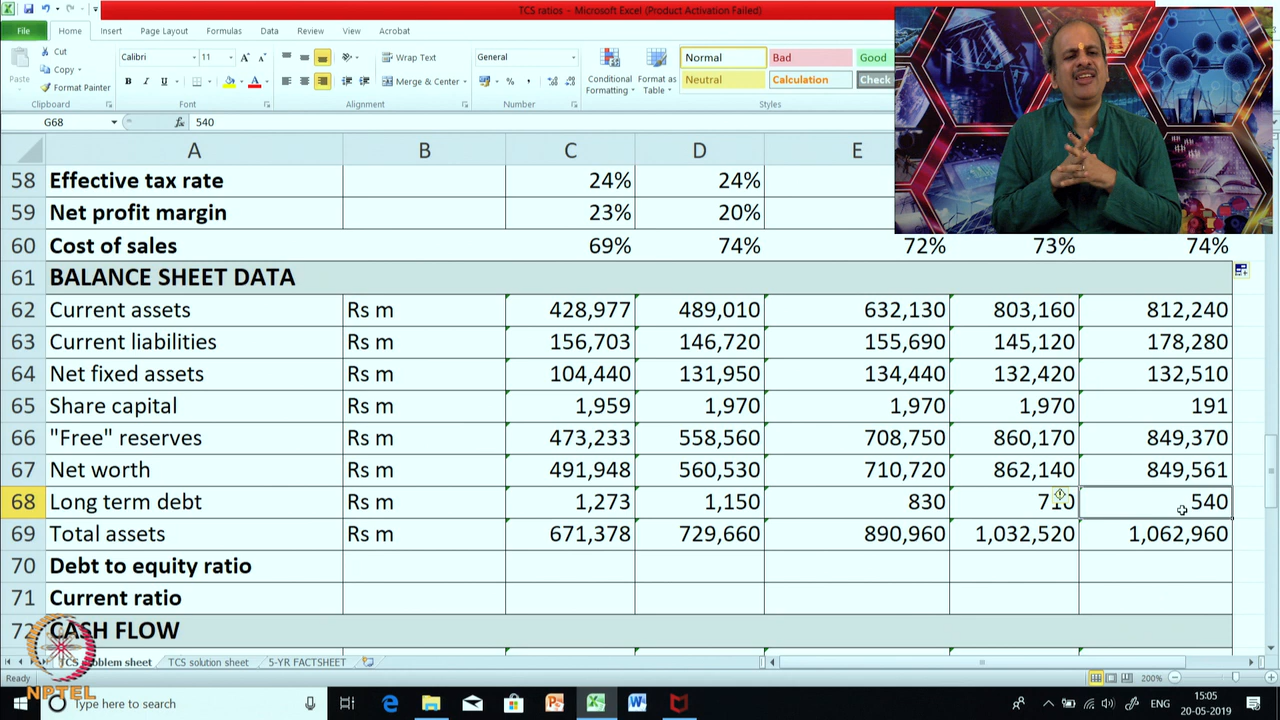 TCS ratios - Microsoft Excel (Product Activation Failed)
File Home Insert Page Layout Formulas Data Review View Acrobat
Cut
Copy
Format Painter
Paste
Calibri 11
B I U
Wrap Text
Merge & Center
General
% ,
Conditional Formatting
Format as Table
Normal Bad Good
Neutral Calculation Check
Clipboard Font Alignment Number Styles
G68 fx 540
A B C D E
58 Effective tax rate 24% 24%
59 Net profit margin 23% 20%
60 Cost of sales 69% 74% 72% 73% 74%
61 BALANCE SHEET DATA
62 Current assets Rs m 428,977 489,010 632,130 803,160 812,240
63 Current liabilities Rs m 156,703 146,720 155,690 145,120 178,280
64 Net fixed assets Rs m 104,440 131,950 134,440 132,420 132,510
65 Share capital Rs m 1,959 1,970 1,970 1,970 191
66 "Free" reserves Rs m 473,233 558,560 708,750 860,170 849,370
67 Net worth Rs m 491,948 560,530 710,720 862,140 849,561
68 Long term debt Rs m 1,273 1,150 830 710 540
69 Total assets Rs m 671,378 729,660 890,960 1,032,520 1,062,960
70 Debt to equity ratio
71 Current ratio
72 CASH FLOW
TCS problem sheet TCS solution sheet 5-YR FACTSHEET
Ready 200%
NPTEL
Type here to search
ENG
15:05
20-05-2019